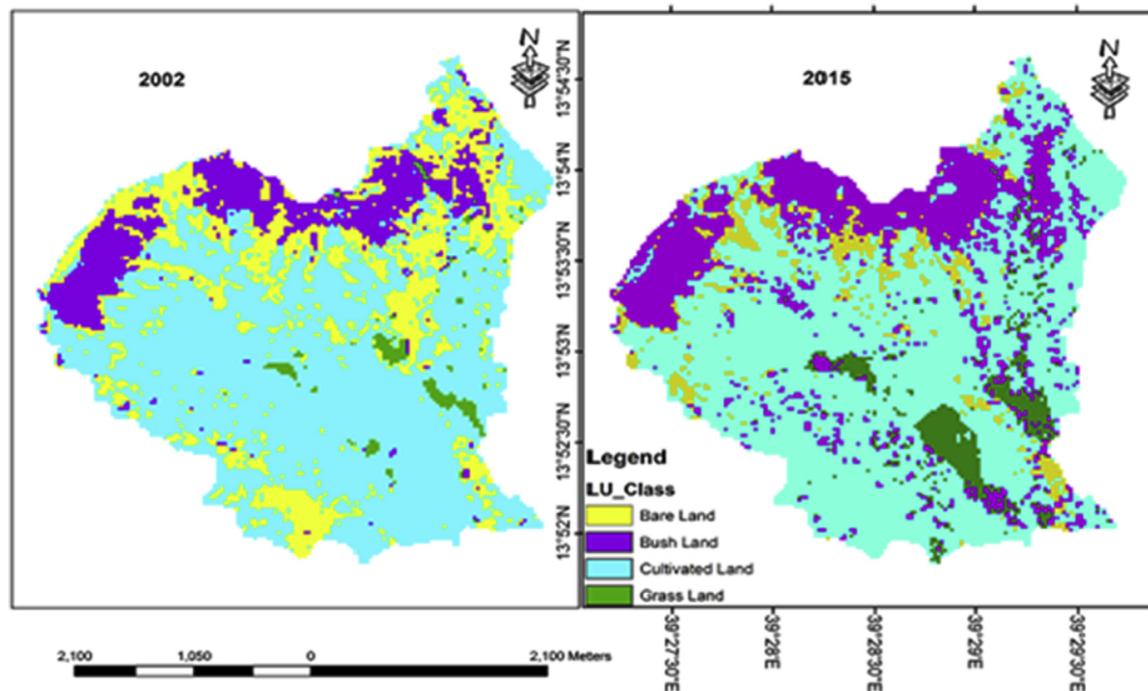 2002
N
2015
N
13°54'30"N
13°54'N
13°53'30"N
13°53'N
13°52'30"N
13°52'N
Legend
LU_Class
Bare Land
Bush Land
Cultivated Land
Grass Land
2,100 1,050 0 2,100 Meters
39°27'30"E
39°28'E
39°28'30"E
39°29'E
39°29'30"E